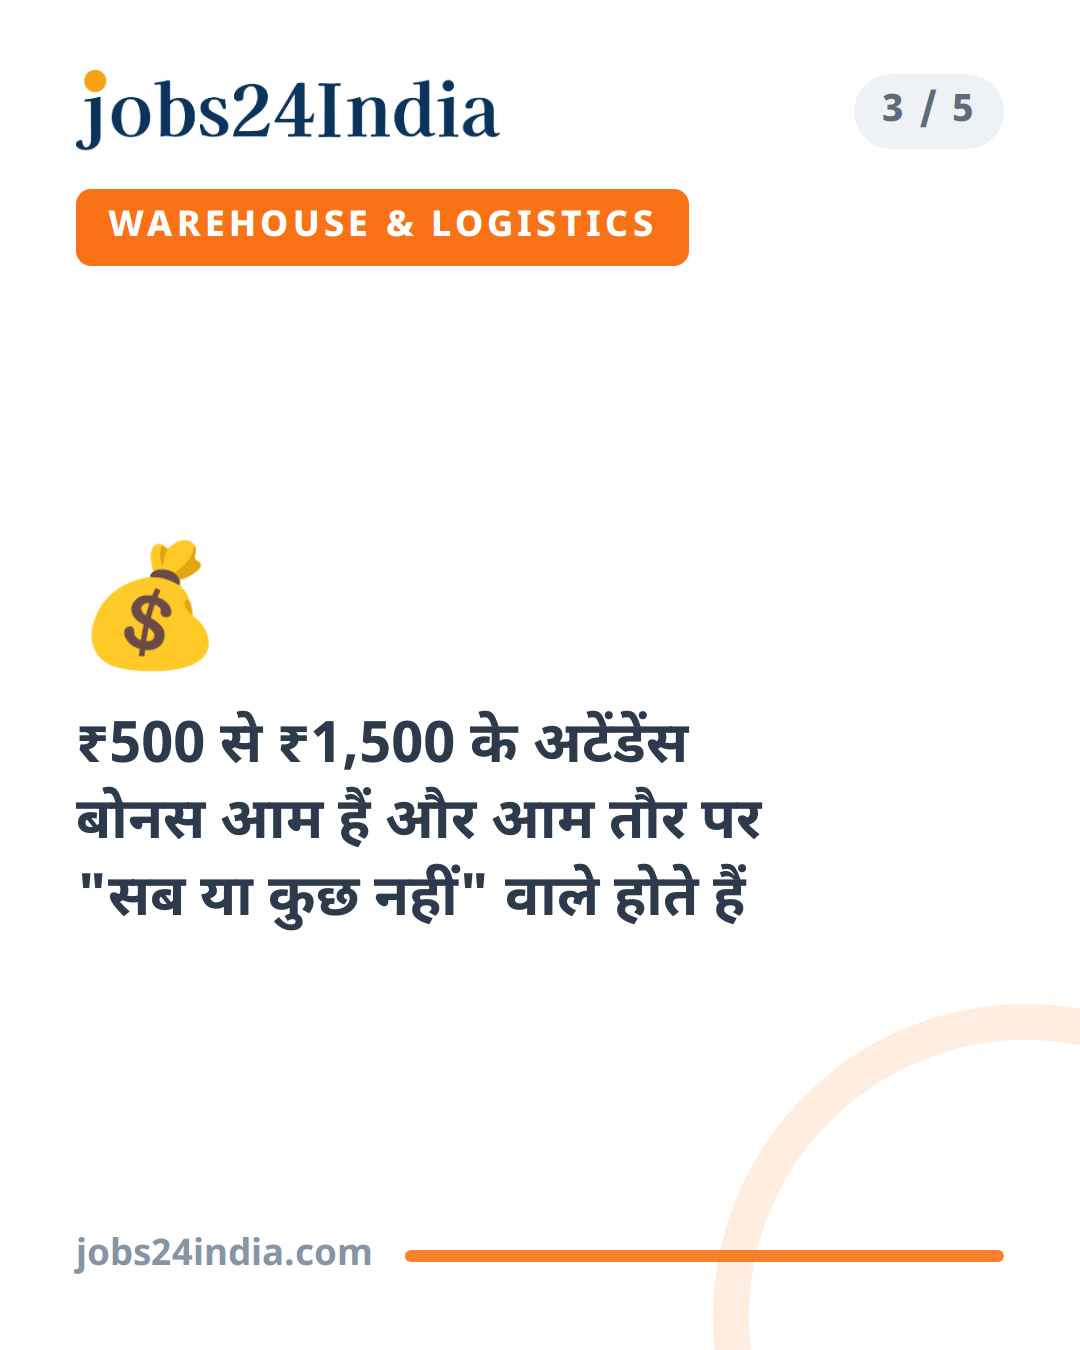 jobs24India
3 / 5
WAREHOUSE & LOGISTICS
$
₹500 से ₹1,500 के अटेंडेंस
बोनस आम हैं और आम तौर पर
"सब या कुछ नहीं" वाले होते हैं
jobs24india.com